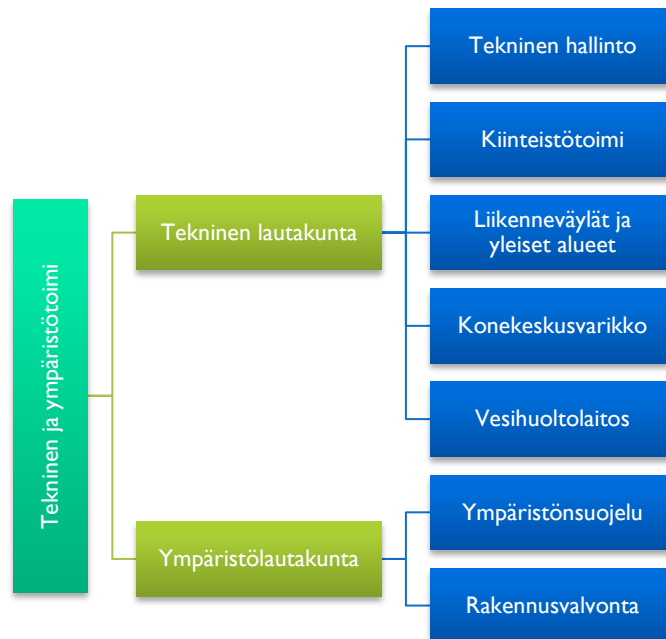 Tekninen ja ympäristötoimi
Tekninen lautakunta
Tekninen hallinto
Kiinteistötoimi
Liikenneväylät ja
yleiset alueet
Konekeskusvarikko
Vesihuoltolaitos
Ympäristölautakunta
Ympäristönsuojelu
Rakennusvalvonta